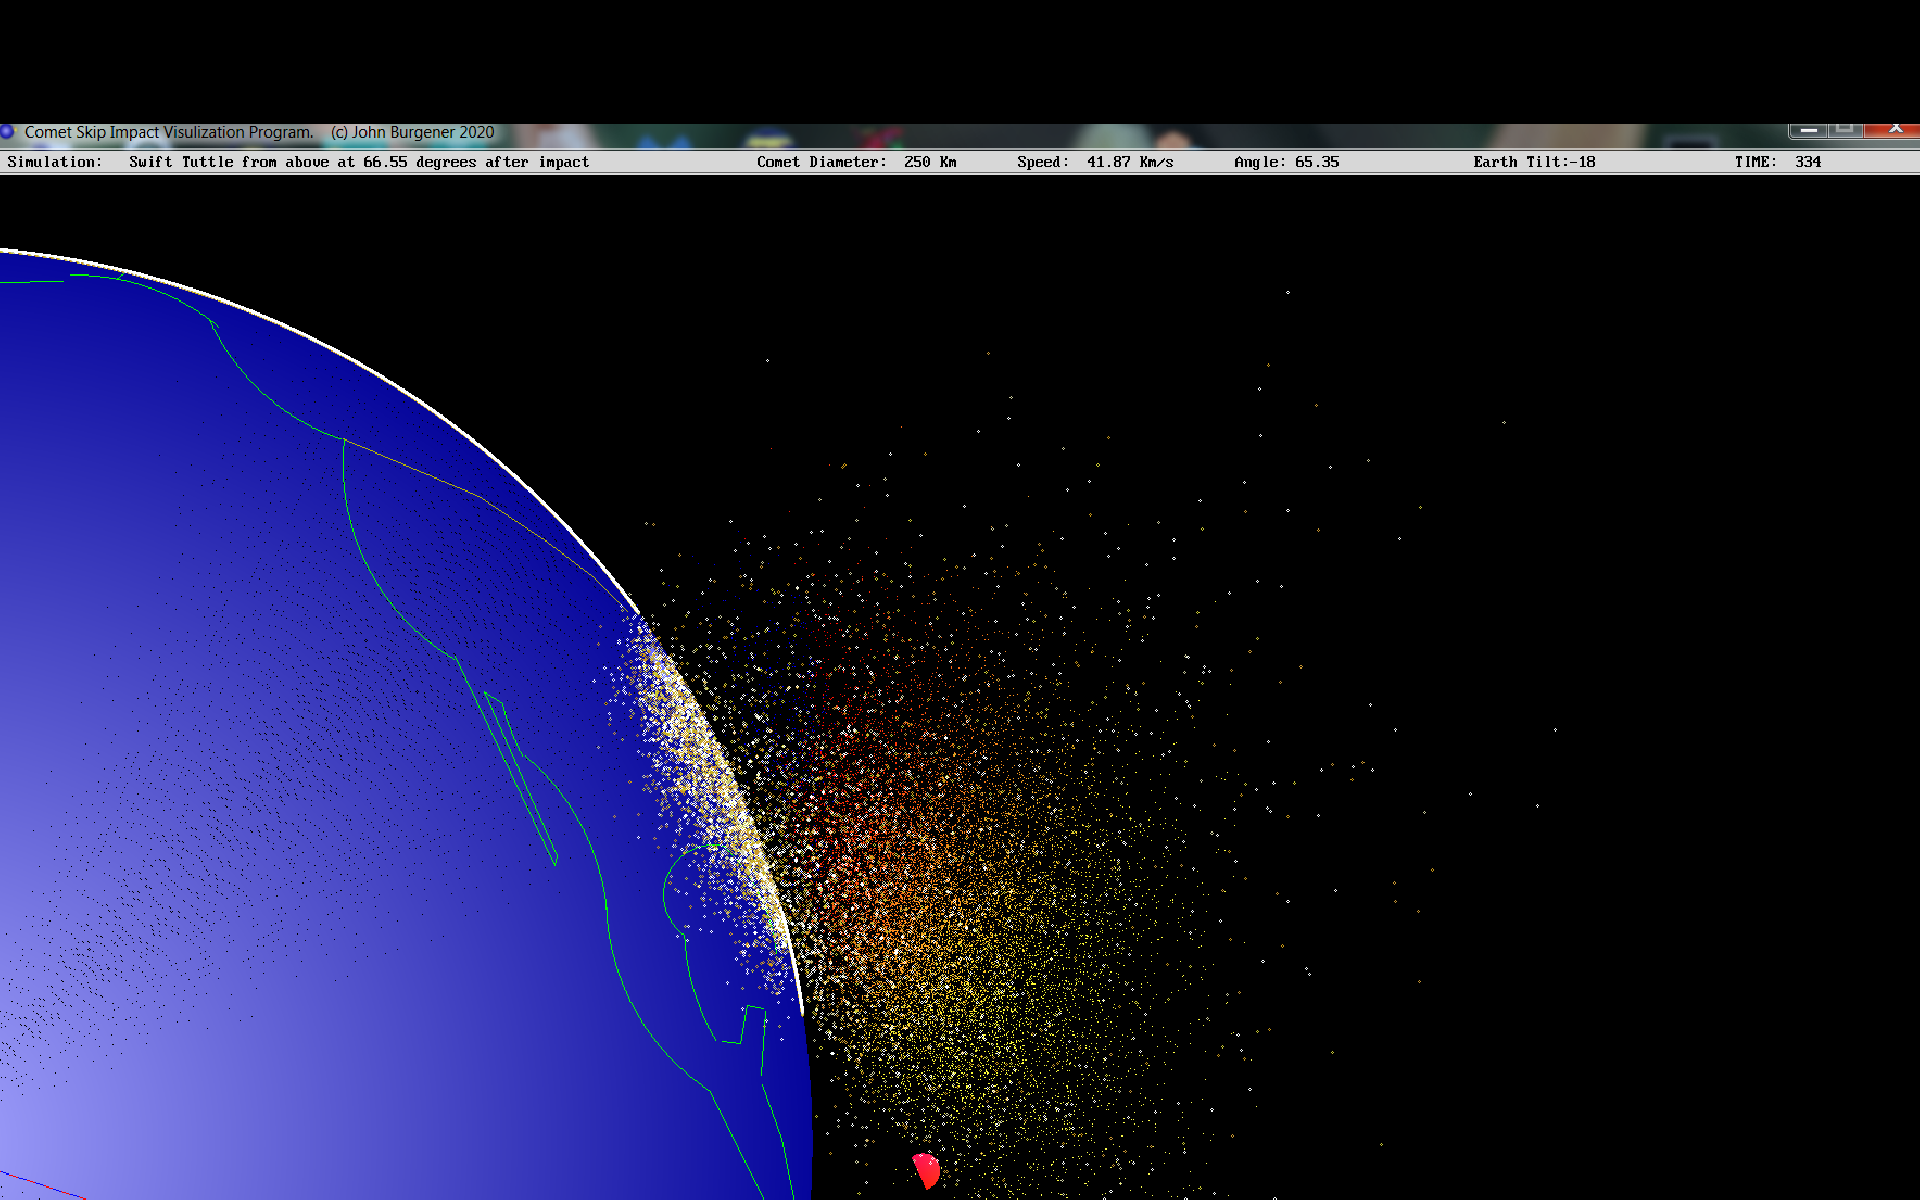 Comet Skip Impact Visulization Program. (c) John Burgener 2020
Simulation: Swift Tuttle from above at 66.55 degrees after impact Comet Diameter: 250 Km Speed: 41.87 Km/s Angle: 65.35 Earth Tilt:-18 TIME: 334